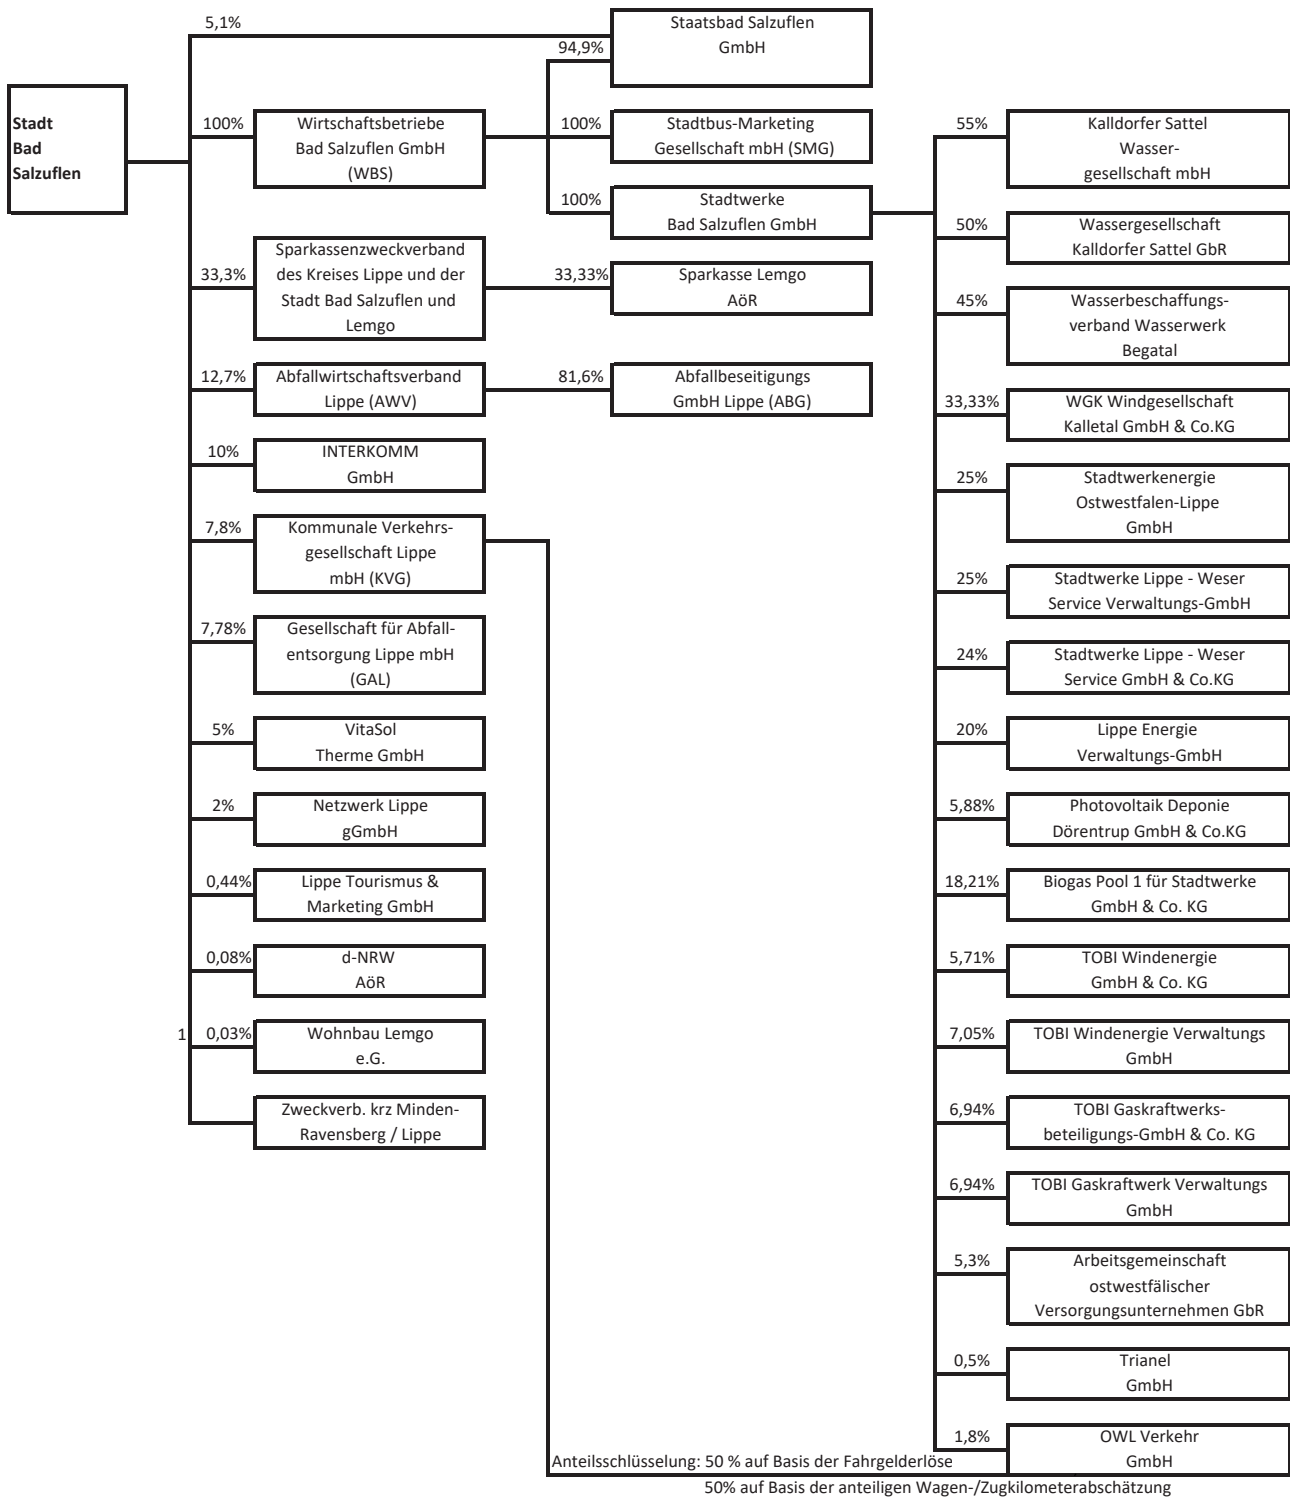 Stadt
Bad
Salzuflen
5,1%
94,9%
Staatsbad Salzuflen
GmbH
100%
Wirtschaftsbetriebe
Bad Salzuflen GmbH
(WBS)
100%
Stadtbus-Marketing
Gesellschaft mbH (SMG)
100%
Stadtwerke
Bad Salzuflen GmbH
33,3%
Sparkassenzweckverband
des Kreises Lippe und der
Stadt Bad Salzuflen und
Lemgo
33,33%
Sparkasse Lemgo
AöR
12,7%
Abfallwirtschaftsverband
Lippe (AWV)
81,6%
Abfallbeseitigungs
GmbH Lippe (ABG)
10%
INTERKOMM
GmbH
7,8%
Kommunale Verkehrs-
gesellschaft Lippe
mbH (KVG)
7,78%
Gesellschaft für Abfall-
entsorgung Lippe mbH
(GAL)
5%
VitaSol
Therme GmbH
2%
Netzwerk Lippe
gGmbH
0,44%
Lippe Tourismus &
Marketing GmbH
0,08%
d-NRW
AöR
1
0,03%
Wohnbau Lemgo
e.G.
Zweckverb. krz Minden-
Ravensberg / Lippe
55%
Kalldorfer Sattel
Wasser-
gesellschaft mbH
50%
Wassergesellschaft
Kalldorfer Sattel GbR
45%
Wasserbeschaffungs-
verband Wasserwerk
Begatal
33,33%
WGK Windgesellschaft
Kalletal GmbH & Co.KG
25%
Stadtwerkenergie
Ostwestfalen-Lippe
GmbH
25%
Stadtwerke Lippe - Weser
Service Verwaltungs-GmbH
24%
Stadtwerke Lippe - Weser
Service GmbH & Co.KG
20%
Lippe Energie
Verwaltungs-GmbH
5,88%
Photovoltaik Deponie
Dörentrup GmbH & Co.KG
18,21%
Biogas Pool 1 für Stadtwerke
GmbH & Co. KG
5,71%
TOBI Windenergie
GmbH & Co. KG
7,05%
TOBI Windenergie Verwaltungs
GmbH
6,94%
TOBI Gaskraftwerks-
beteiligungs-GmbH & Co. KG
6,94%
TOBI Gaskraftwerk Verwaltungs
GmbH
5,3%
Arbeitsgemeinschaft
ostwestfälischer
Versorgungsunternehmen GbR
0,5%
Trianel
GmbH
1,8%
OWL Verkehr
GmbH
Anteilsschlüsselung: 50 % auf Basis der Fahrgelderlöse
50% auf Basis der anteiligen Wagen-/Zugkilometerabschätzung